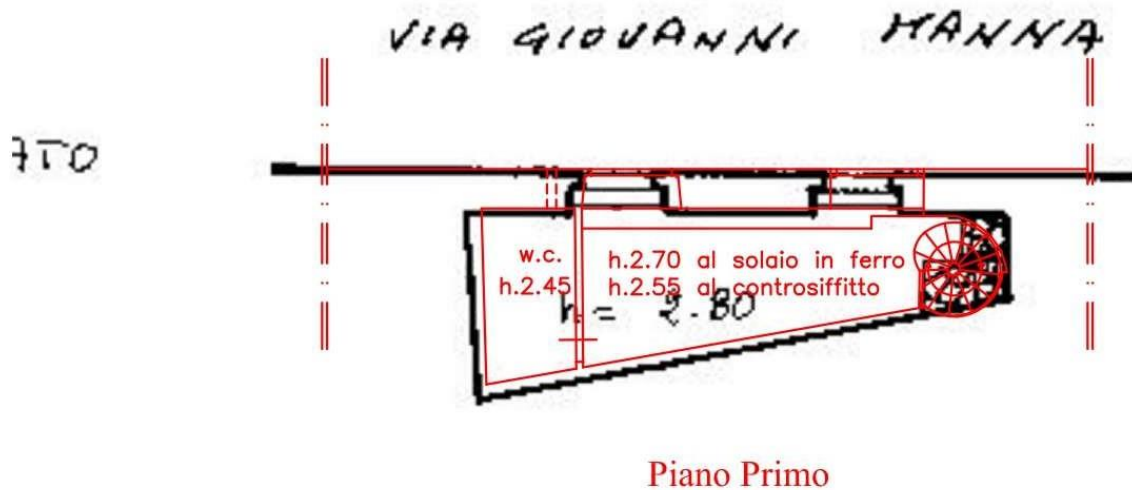 VIA GIOVANNI MANNA
ATO
w.c.
h.2.45
h.2.70 al solaio in ferro
h.2.55 al controsiffitto
h = 2.80
Piano Primo